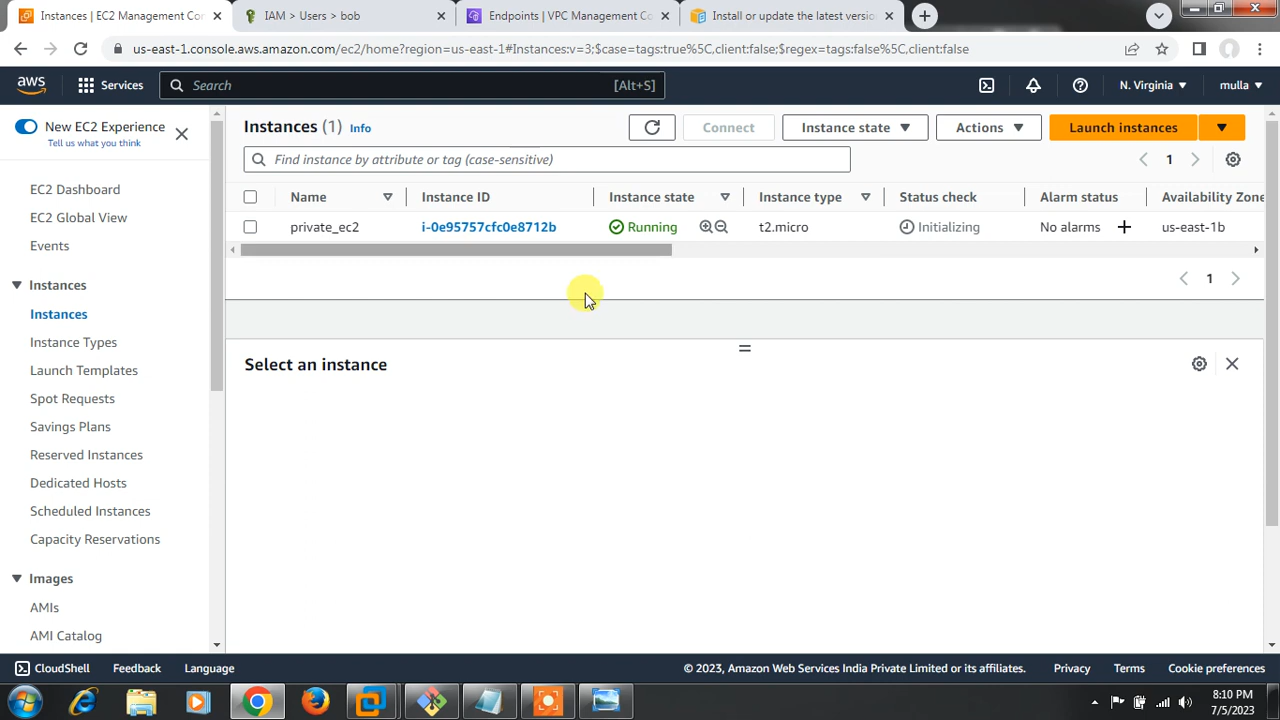 Instances | EC2 Management Co
IAM > Users > bob
Endpoints | VPC Management Co
Install or update the latest versio
us-east-1.console.aws.amazon.com/ec2/home?region=us-east-1#Instances:v=3;$case=tags:true%5C,client:false;$regex=tags:false%5C,client:false
aws
Services
Search
[Alt+S]
N. Virginia
mulla
New EC2 Experience
Tell us what you think
EC2 Dashboard
EC2 Global View
Events
Instances
Instances
Instance Types
Launch Templates
Spot Requests
Savings Plans
Reserved Instances
Dedicated Hosts
Scheduled Instances
Capacity Reservations
Images
AMIs
AMI Catalog
Instances (1) Info
Connect
Instance state
Actions
Launch instances
Find instance by attribute or tag (case-sensitive)
1
Name Instance ID Instance state Instance type Status check Alarm status Availability Zone
private_ec2 i-0e95757cfc0e8712b Running t2.micro Initializing No alarms us-east-1b
1
Select an instance
CloudShell Feedback Language © 2023, Amazon Web Services India Private Limited or its affiliates. Privacy Terms Cookie preferences
8:10 PM
7/5/2023